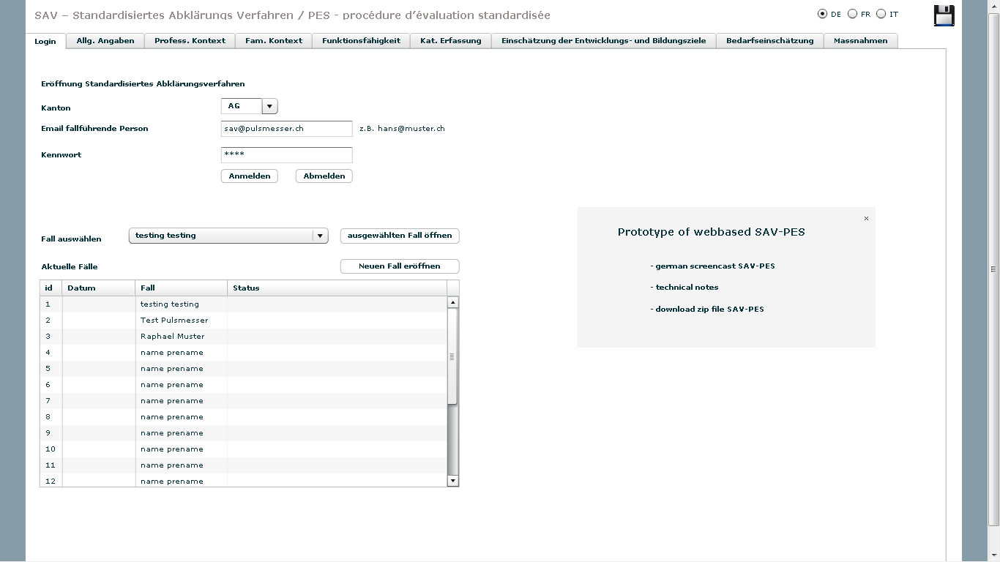 SAV – Standardisiertes Abklärungs Verfahren / PES - procédure d'évaluation standardisée
DE FR IT
Login Allg. Angaben Profess. Kontext Fam. Kontext Funktionsfähigkeit Kat. Erfassung Einschätzung der Entwicklungs- und Bildungsziele Bedarfseinschätzung Massnahmen
Eröffnung Standardisiertes Abklärungsverfahren
Kanton AG
Email fallführende Person sav@pulsmesser.ch z.B. hans@muster.ch
Kennwort ****
Anmelden Abmelden
Fall auswählen testing testing ausgewählten Fall öffnen
Aktuelle Fälle Neuen Fall eröffnen
id Datum Fall Status
1 testing testing
2 Test Pulsmesser
3 Raphael Muster
4 name prename
5 name prename
6 name prename
7 name prename
8 name prename
9 name prename
10 name prename
11 name prename
12 name prename
×
Prototype of webbased SAV-PES
- german screencast SAV-PES
- technical notes
- download zip file SAV-PES